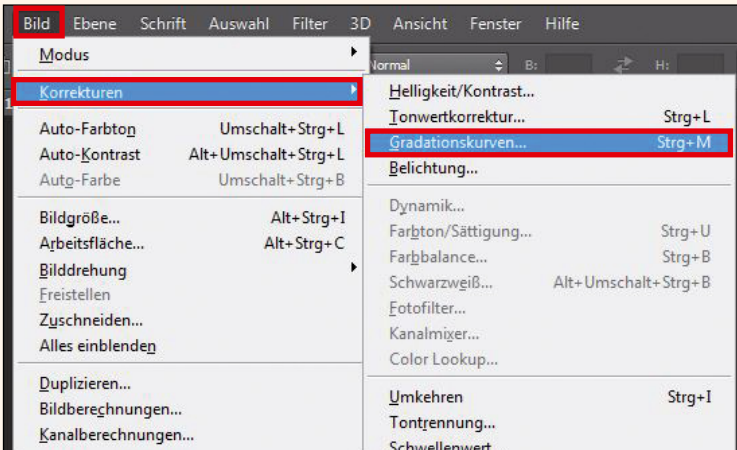 Bild Ebene Schrift Auswahl Filter 3D Ansicht Fenster Hilfe
Normal B: H:
Modus
Korrekturen
Auto-Farbton Umschalt+Strg+L
Auto-Kontrast Alt+Umschalt+Strg+L
Auto-Farbe Umschalt+Strg+B
Bildgröße... Alt+Strg+I
Arbeitsfläche... Alt+Strg+C
Bilddrehung
Freistellen
Zuschneiden...
Alles einblenden
Duplizieren...
Bildberechnungen...
Kanalberechnungen...
Helligkeit/Kontrast...
Tonwertkorrektur... Strg+L
Gradationskurven... Strg+M
Belichtung...
Dynamik...
Farbton/Sättigung... Strg+U
Farbbalance... Strg+B
Schwarzweiß... Alt+Umschalt+Strg+B
Fotofilter...
Kanalmixer...
Color Lookup...
Umkehren Strg+I
Tontrennung...
Schwellenwert...